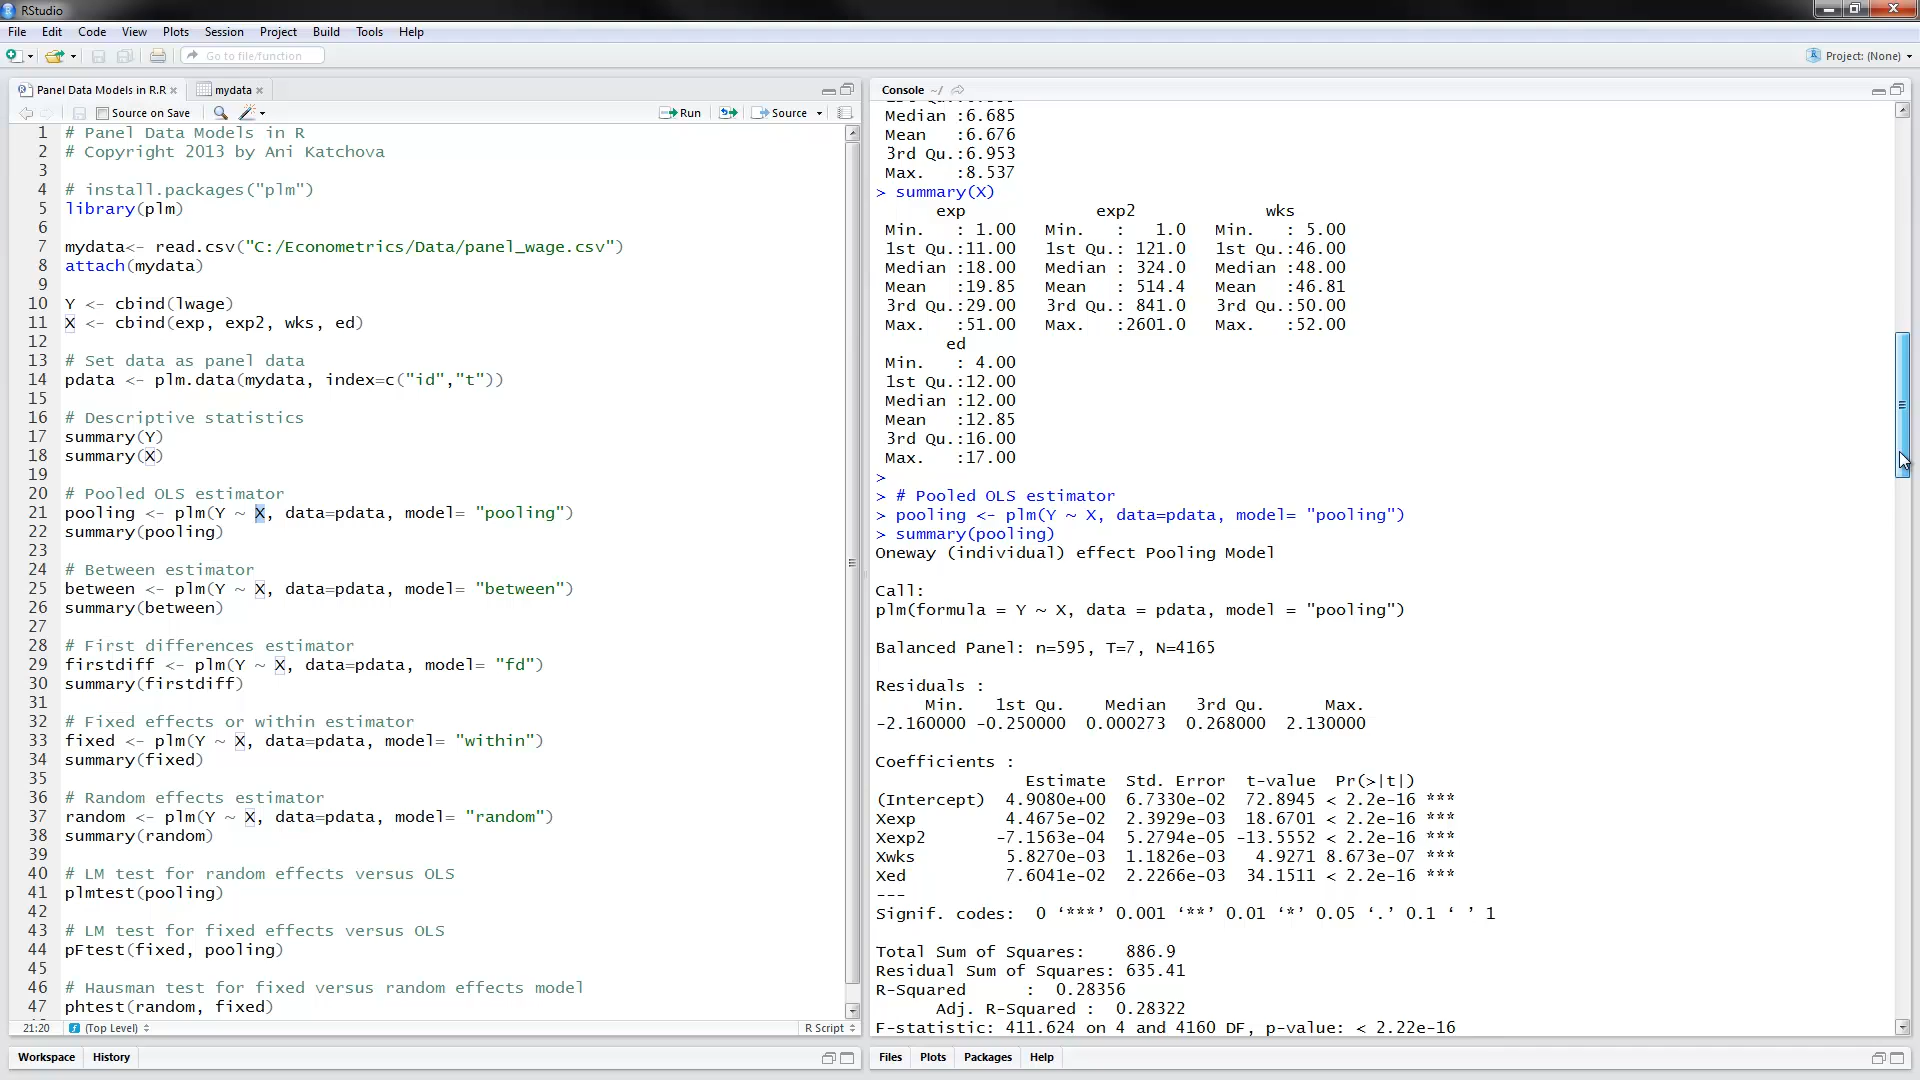 RStudio
File Edit Code View Plots Session Project Build Tools Help
Go to file/function
Project: (None)
Panel Data Models in R.R
mydata
Source on Save
Run
Source
1 # Panel Data Models in R
2 # Copyright 2013 by Ani Katchova
3
4 # install.packages("plm")
5 library(plm)
6
7 mydata<- read.csv("C:/Econometrics/Data/panel_wage.csv")
8 attach(mydata)
9
10 Y <- cbind(lwage)
11 X <- cbind(exp, exp2, wks, ed)
12
13 # Set data as panel data
14 pdata <- plm.data(mydata, index=c("id","t"))
15
16 # Descriptive statistics
17 summary(Y)
18 summary(X)
19
20 # Pooled OLS estimator
21 pooling <- plm(Y ~ X, data=pdata, model= "pooling")
22 summary(pooling)
23
24 # Between estimator
25 between <- plm(Y ~ X, data=pdata, model= "between")
26 summary(between)
27
28 # First differences estimator
29 firstdiff <- plm(Y ~ X, data=pdata, model= "fd")
30 summary(firstdiff)
31
32 # Fixed effects or within estimator
33 fixed <- plm(Y ~ X, data=pdata, model= "within")
34 summary(fixed)
35
36 # Random effects estimator
37 random <- plm(Y ~ X, data=pdata, model= "random")
38 summary(random)
39
40 # LM test for random effects versus OLS
41 plmtest(pooling)
42
43 # LM test for fixed effects versus OLS
44 pFtest(fixed, pooling)
45
46 # Hausman test for fixed versus random effects model
47 phtest(random, fixed)
21:20 (Top Level) R Script
Workspace History
Console ~/
Median :6.685
Mean :6.676
3rd Qu.:6.953
Max. :8.537
> summary(X)
exp exp2 wks
Min. : 1.00 Min. : 1.0 Min. : 5.00
1st Qu.:11.00 1st Qu.: 121.0 1st Qu.:46.00
Median :18.00 Median : 324.0 Median :48.00
Mean :19.85 Mean : 514.4 Mean :46.81
3rd Qu.:29.00 3rd Qu.: 841.0 3rd Qu.:50.00
Max. :51.00 Max. :2601.0 Max. :52.00
ed
Min. : 4.00
1st Qu.:12.00
Median :12.00
Mean :12.85
3rd Qu.:16.00
Max. :17.00
>
> # Pooled OLS estimator
> pooling <- plm(Y ~ X, data=pdata, model= "pooling")
> summary(pooling)
Oneway (individual) effect Pooling Model
Call:
plm(formula = Y ~ X, data = pdata, model = "pooling")
Balanced Panel: n=595, T=7, N=4165
Residuals :
Min. 1st Qu. Median 3rd Qu. Max.
-2.160000 -0.250000 0.000273 0.268000 2.130000
Coefficients :
Estimate Std. Error t-value Pr(>|t|)
(Intercept) 4.9080e+00 6.7330e-02 72.8945 < 2.2e-16 ***
Xexp 4.4675e-02 2.3929e-03 18.6701 < 2.2e-16 ***
Xexp2 -7.1563e-04 5.2794e-05 -13.5552 < 2.2e-16 ***
Xwks 5.8270e-03 1.1826e-03 4.9271 8.673e-07 ***
Xed 7.6041e-02 2.2266e-03 34.1511 < 2.2e-16 ***
---
Signif. codes: 0 ‘***’ 0.001 ‘**’ 0.01 ‘*’ 0.05 ‘.’ 0.1 ‘ ’ 1
Total Sum of Squares: 886.9
Residual Sum of Squares: 635.41
R-Squared : 0.28356
Adj. R-Squared : 0.28322
F-statistic: 411.624 on 4 and 4160 DF, p-value: < 2.22e-16
Files Plots Packages Help